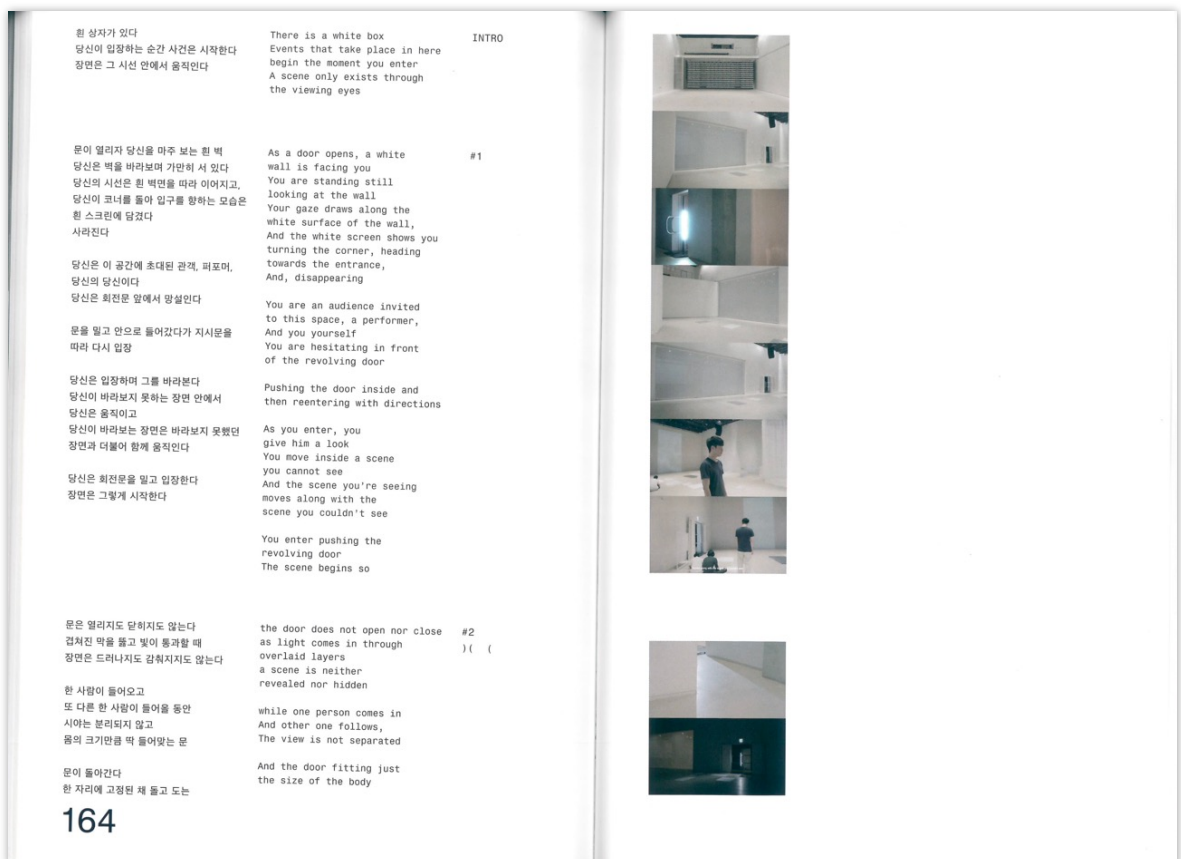 흰 상자가 있다
당신이 입장하는 순간 사건은 시작한다
장면은 그 시선 안에서 움직인다
There is a white box
Events that take place in here
begin the moment you enter
A scene only exists through
the viewing eyes
INTRO
문이 열리자 당신을 마주 보는 흰 벽
당신은 벽을 바라보며 가만히 서 있다
당신의 시선은 흰 벽면을 따라 이어지고,
당신이 코너를 돌아 입구를 향하는 모습은
흰 스크린에 담겼다
사라진다
당신은 이 공간에 초대된 관객, 퍼포머,
당신의 당신이다
당신은 회전문 앞에서 망설인다
문을 밀고 안으로 들어갔다가 지시문을
따라 다시 입장
당신은 입장하며 그를 바라본다
당신이 바라보지 못하는 장면 안에서
당신은 움직이고
당신이 바라보는 장면은 바라보지 못했던
장면과 더불어 함께 움직인다
당신은 회전문을 밀고 입장한다
장면은 그렇게 시작한다
As a door opens, a white
wall is facing you
You are standing still
looking at the wall
Your gaze draws along the
white surface of the wall,
And the white screen shows you
turning the corner, heading
towards the entrance,
And, disappearing
You are an audience invited
to this space, a performer,
And you yourself
You are hesitating in front
of the revolving door
Pushing the door inside and
then reentering with directions
As you enter, you
give him a look
You move inside a scene
you cannot see
And the scene you're seeing
moves along with the
scene you couldn't see
You enter pushing the
revolving door
The scene begins so
#1
문은 열리지도 닫히지도 않는다
겹쳐진 막을 뚫고 빛이 통과할 때
장면은 드러나지도 감춰지지도 않는다
한 사람이 들어오고
또 다른 한 사람이 들어올 동안
시야는 분리되지 않고
몸의 크기만큼 딱 들어맞는 문
문이 돌아간다
한 자리에 고정된 채 돌고 도는
the door does not open nor close
as light comes in through
overlaid layers
a scene is neither
revealed nor hidden
while one person comes in
And other one follows,
The view is not separated
And the door fitting just
the size of the body
#2
)( (
164